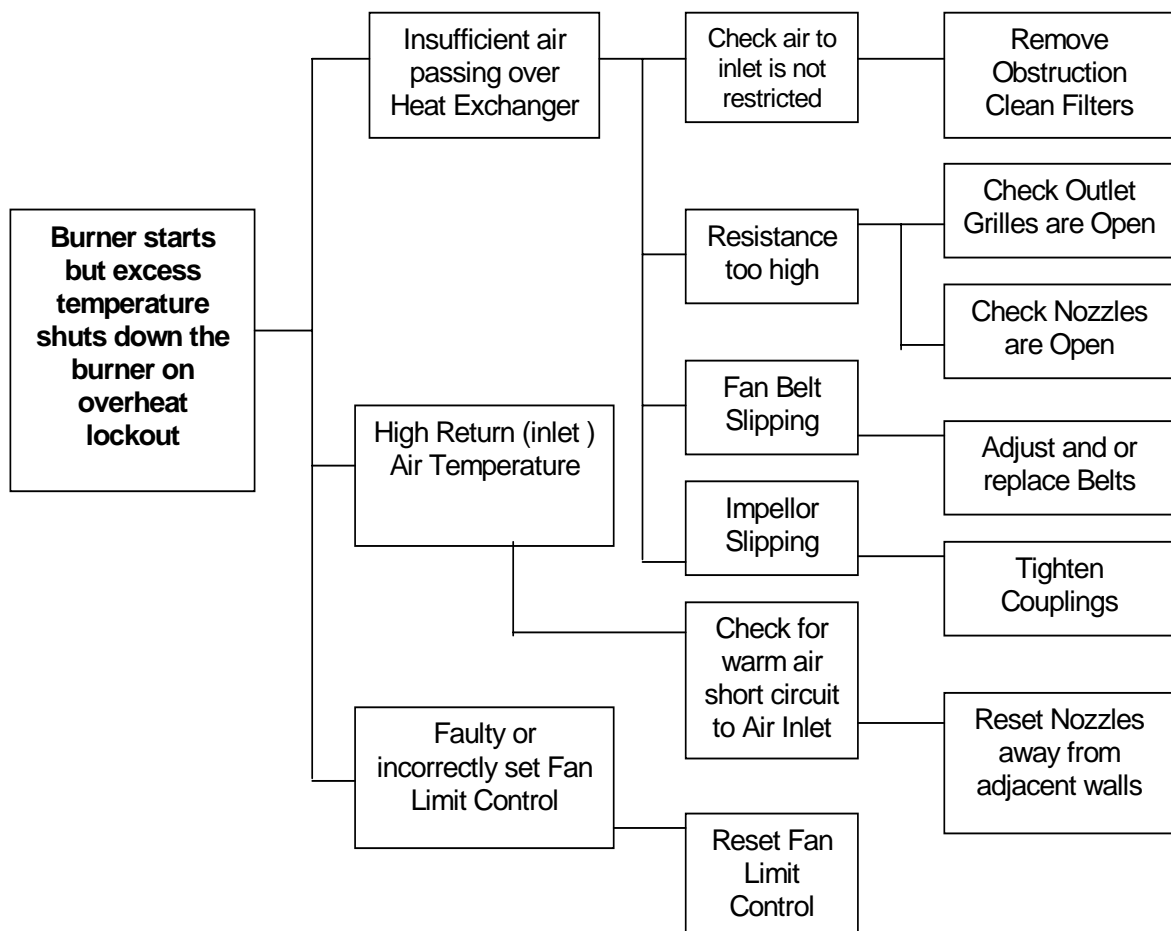 Burner starts
but excess
temperature
shuts down the
burner on
overheat
lockout
Insufficient air
passing over
Heat Exchanger
Check air to
inlet is not
restricted
Remove
Obstruction
Clean Filters
Resistance
too high
Check Outlet
Grilles are Open
Check Nozzles
are Open
Fan Belt
Slipping
Adjust and or
replace Belts
Impellor
Slipping
Tighten
Couplings
High Return (inlet )
Air Temperature
Check for
warm air
short circuit
to Air Inlet
Reset Nozzles
away from
adjacent walls
Faulty or
incorrectly set Fan
Limit Control
Reset Fan
Limit
Control